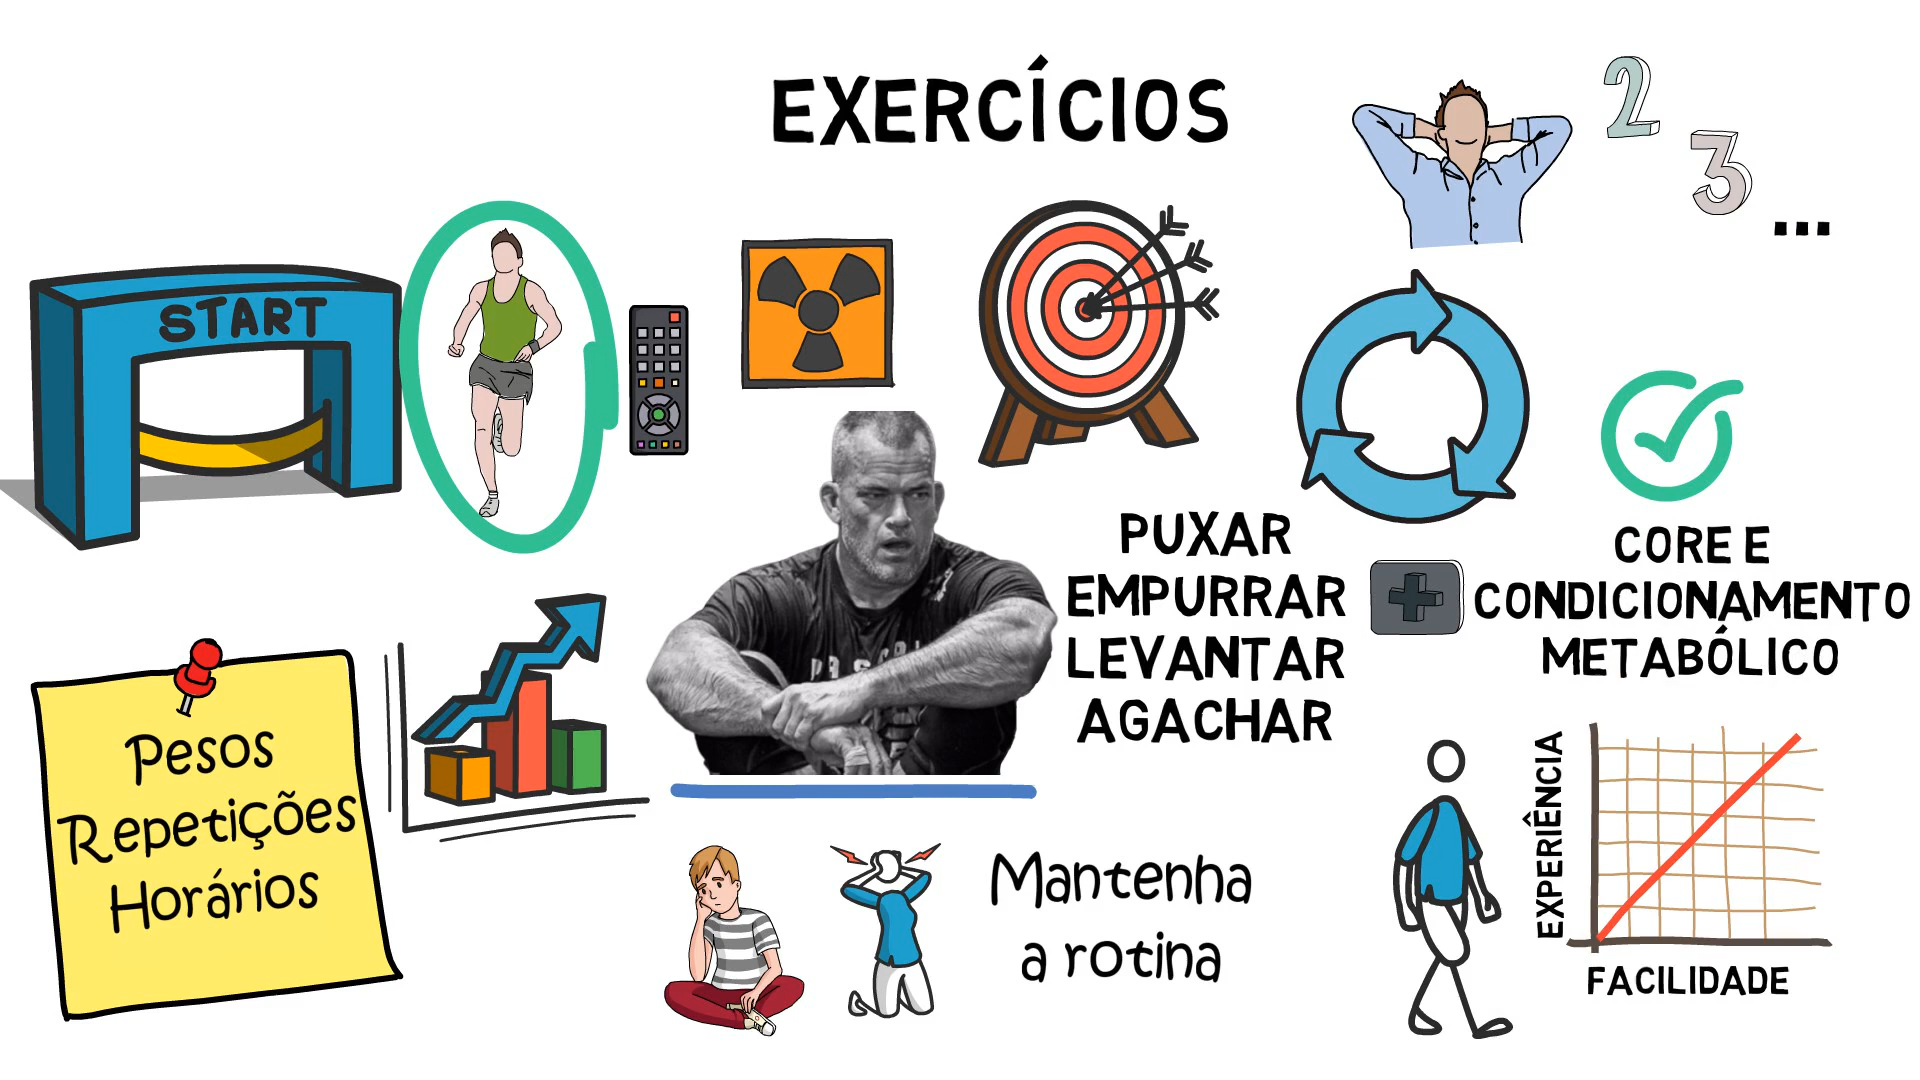 EXERCÍCIOS
2
3
...
START
PUXAR
EMPURRAR
LEVANTAR
AGACHAR
CORE E
CONDICIONAMENTO
METABÓLICO
Pesos
Repetições
Horários
Mantenha
a rotina
EXPERIÊNCIA
FACILIDADE